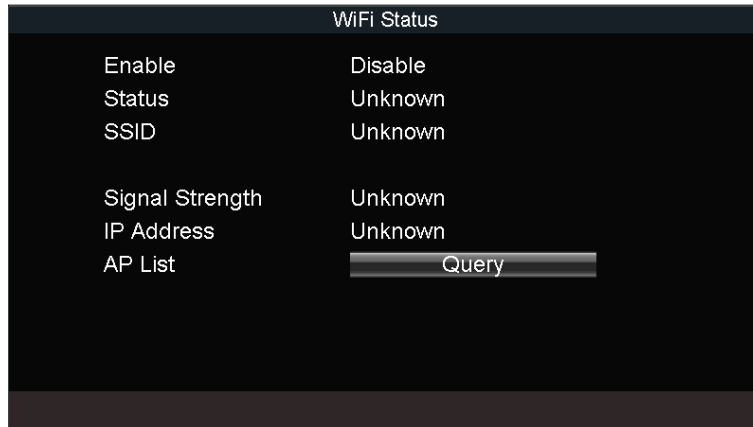 WiFi Status
Enable Disable
Status Unknown
SSID Unknown
Signal Strength Unknown
IP Address Unknown
AP List Query